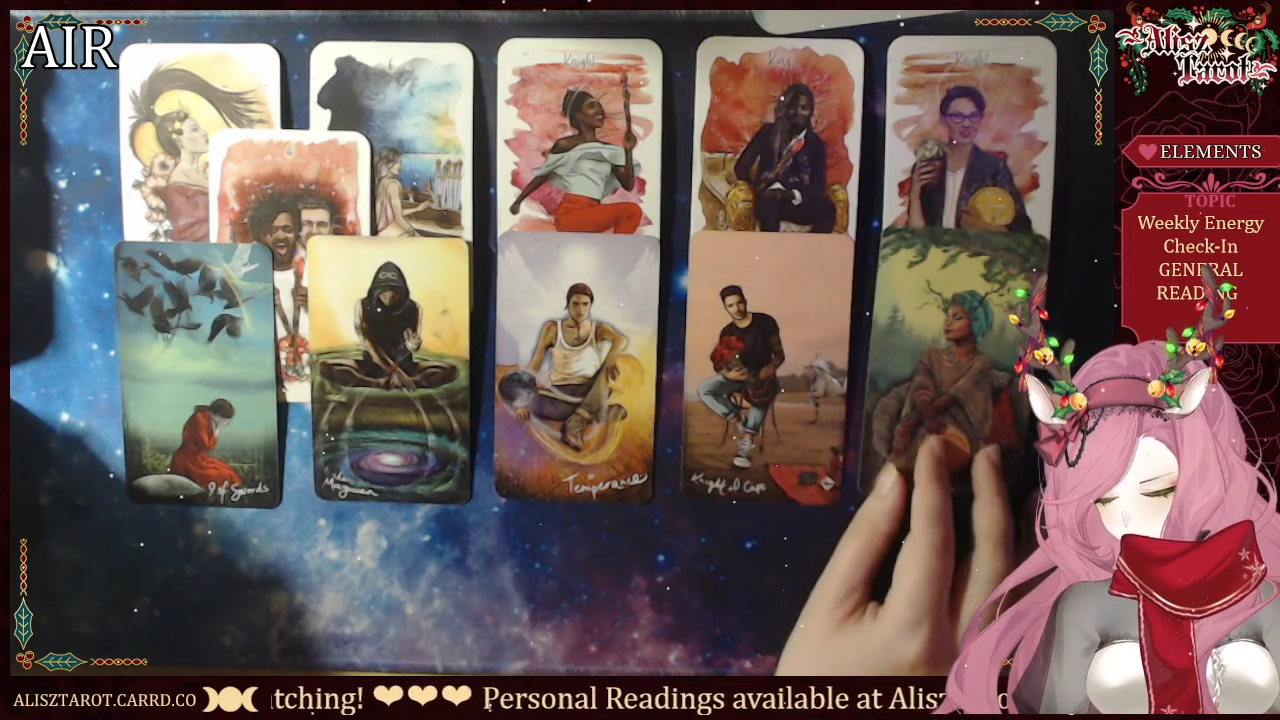 AIR
Knight
King
Knight
9 of Swords
Temperance
Knight of Cups
Alisz
Tarot
ELEMENTS
TOPIC
Weekly Energy
Check-In
GENERAL
READING
ALISZTAROT.CARRD.CO
tching! Personal Readings available at Alisz